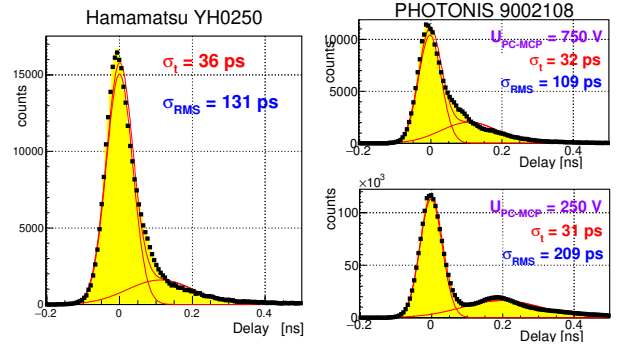 Hamamatsu YH0250
counts
15000
10000
5000
0
σt = 36 ps
σRMS = 131 ps
−0.2 0 0.2 0.4
Delay [ns]
PHOTONIS 9002108
counts
10000
5000
0
UPC-MCP = 750 V
σt = 32 ps
σRMS = 109 ps
−0.2 0 0.2 0.4
Delay [ns]
×10³
counts
100
50
0
UPC-MCP = 250 V
σt = 31 ps
σRMS = 209 ps
−0.2 0 0.2 0.4
Delay [ns]